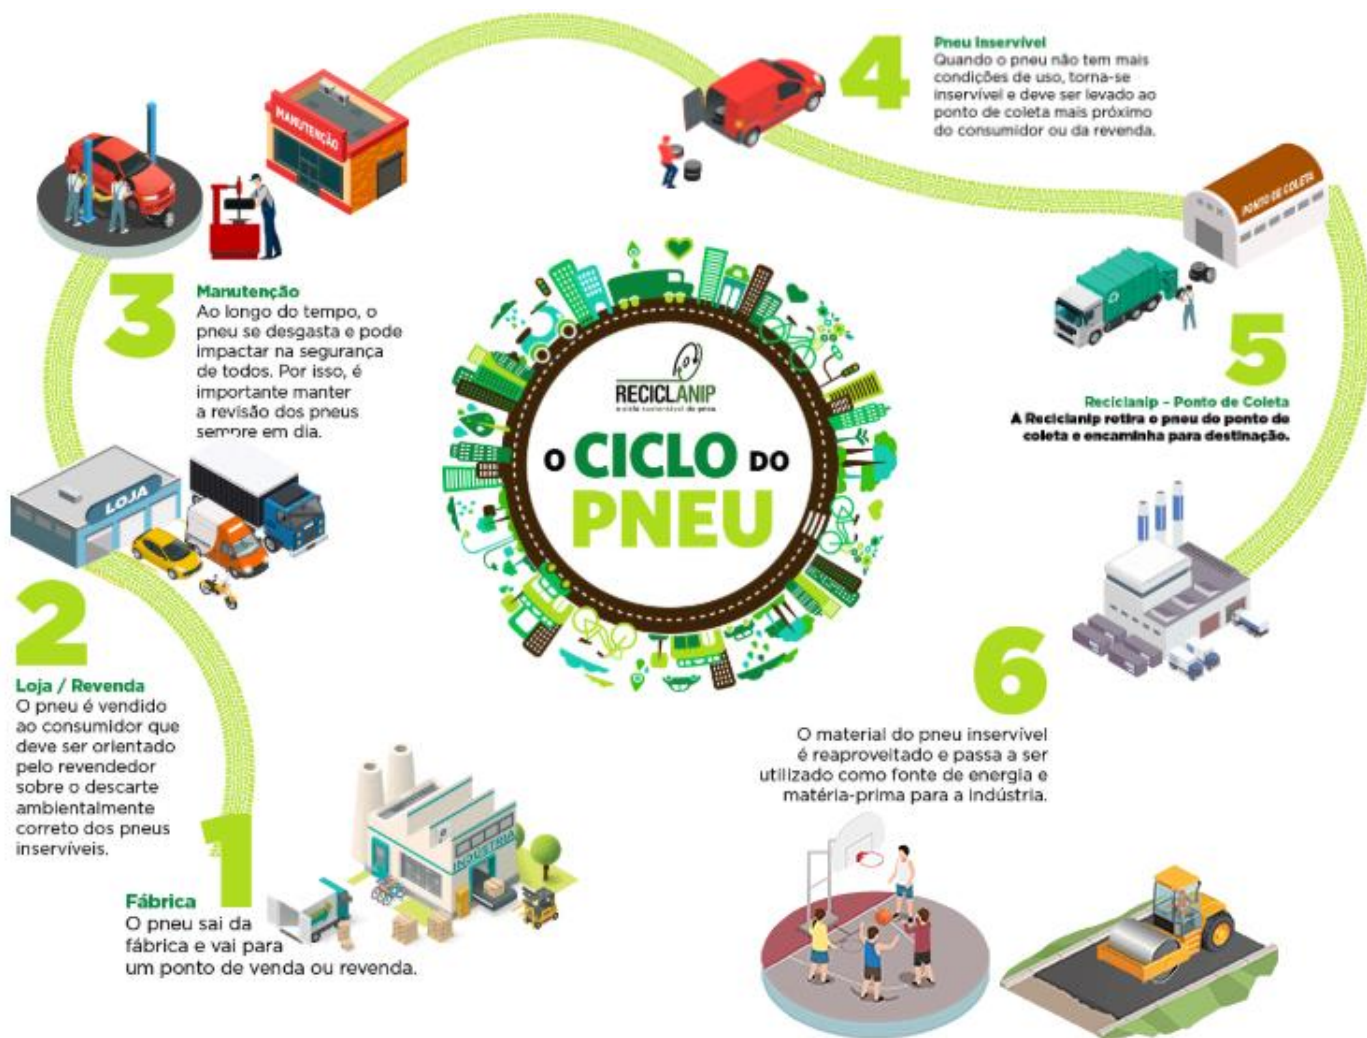 RECICLANIP
o ciclo sustentável do pneu
O CICLO DO
PNEU
1
Fábrica
O pneu sai da
fábrica e vai para
um ponto de venda ou revenda.
INDÚSTRIA
2
Loja / Revenda
O pneu é vendido
ao consumidor que
deve ser orientado
pelo revendedor
sobre o descarte
ambientalmente
correto dos pneus
inservíveis.
LOJA
3
Manutenção
Ao longo do tempo, o
pneu se desgasta e pode
impactar na segurança
de todos. Por isso, é
importante manter
a revisão dos pneus
sempre em dia.
MANUTENÇÃO
4
Pneu Inservível
Quando o pneu não tem mais
condições de uso, torna-se
inservível e deve ser levado ao
ponto de coleta mais próximo
do consumidor ou da revenda.
PONTO DE COLETA
5
Reciclanip – Ponto de Coleta
A Reciclanip retira o pneu do ponto de
coleta e encaminha para destinação.
6
O material do pneu inservível
é reaproveitado e passa a ser
utilizado como fonte de energia e
matéria-prima para a indústria.